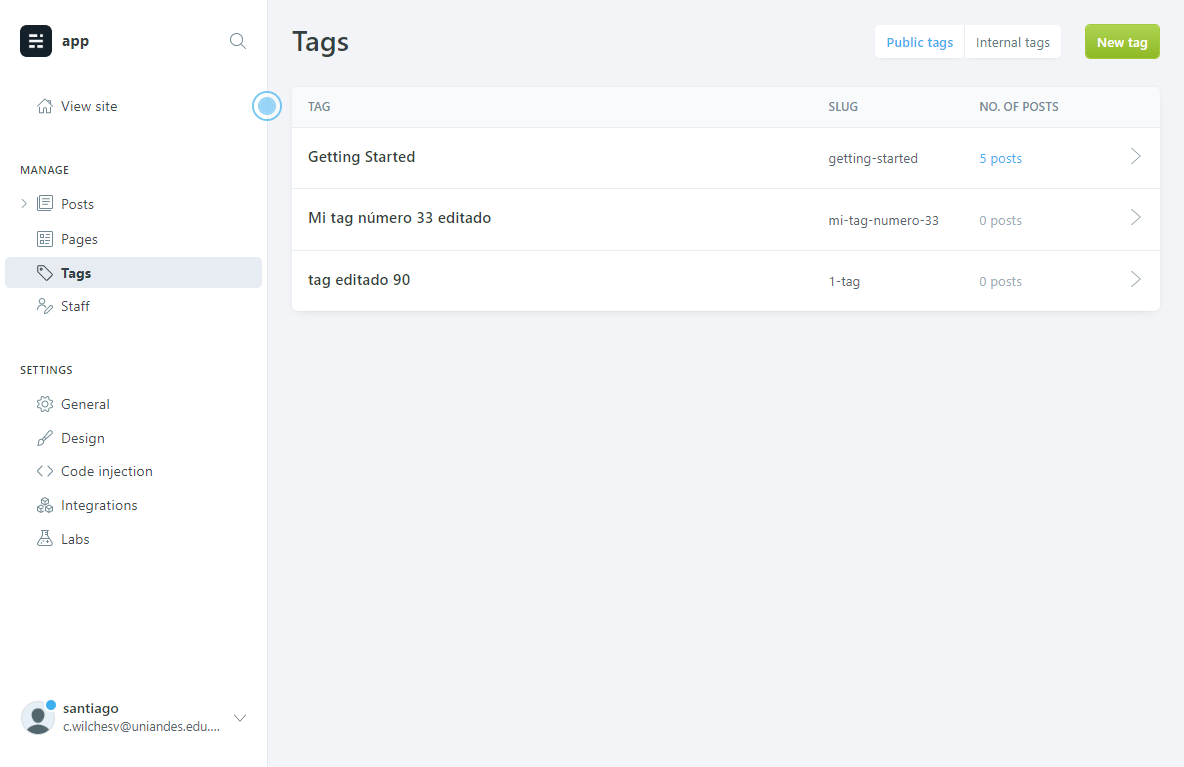 app
View site
MANAGE
Posts
Pages
Tags
Staff
SETTINGS
General
Design
Code injection
Integrations
Labs
santiago
c.wilchesv@uniandes.edu....
Tags
Public tags
Internal tags
New tag
TAG SLUG NO. OF POSTS
Getting Started getting-started 5 posts
Mi tag número 33 editado mi-tag-numero-33 0 posts
tag editado 90 1-tag 0 posts